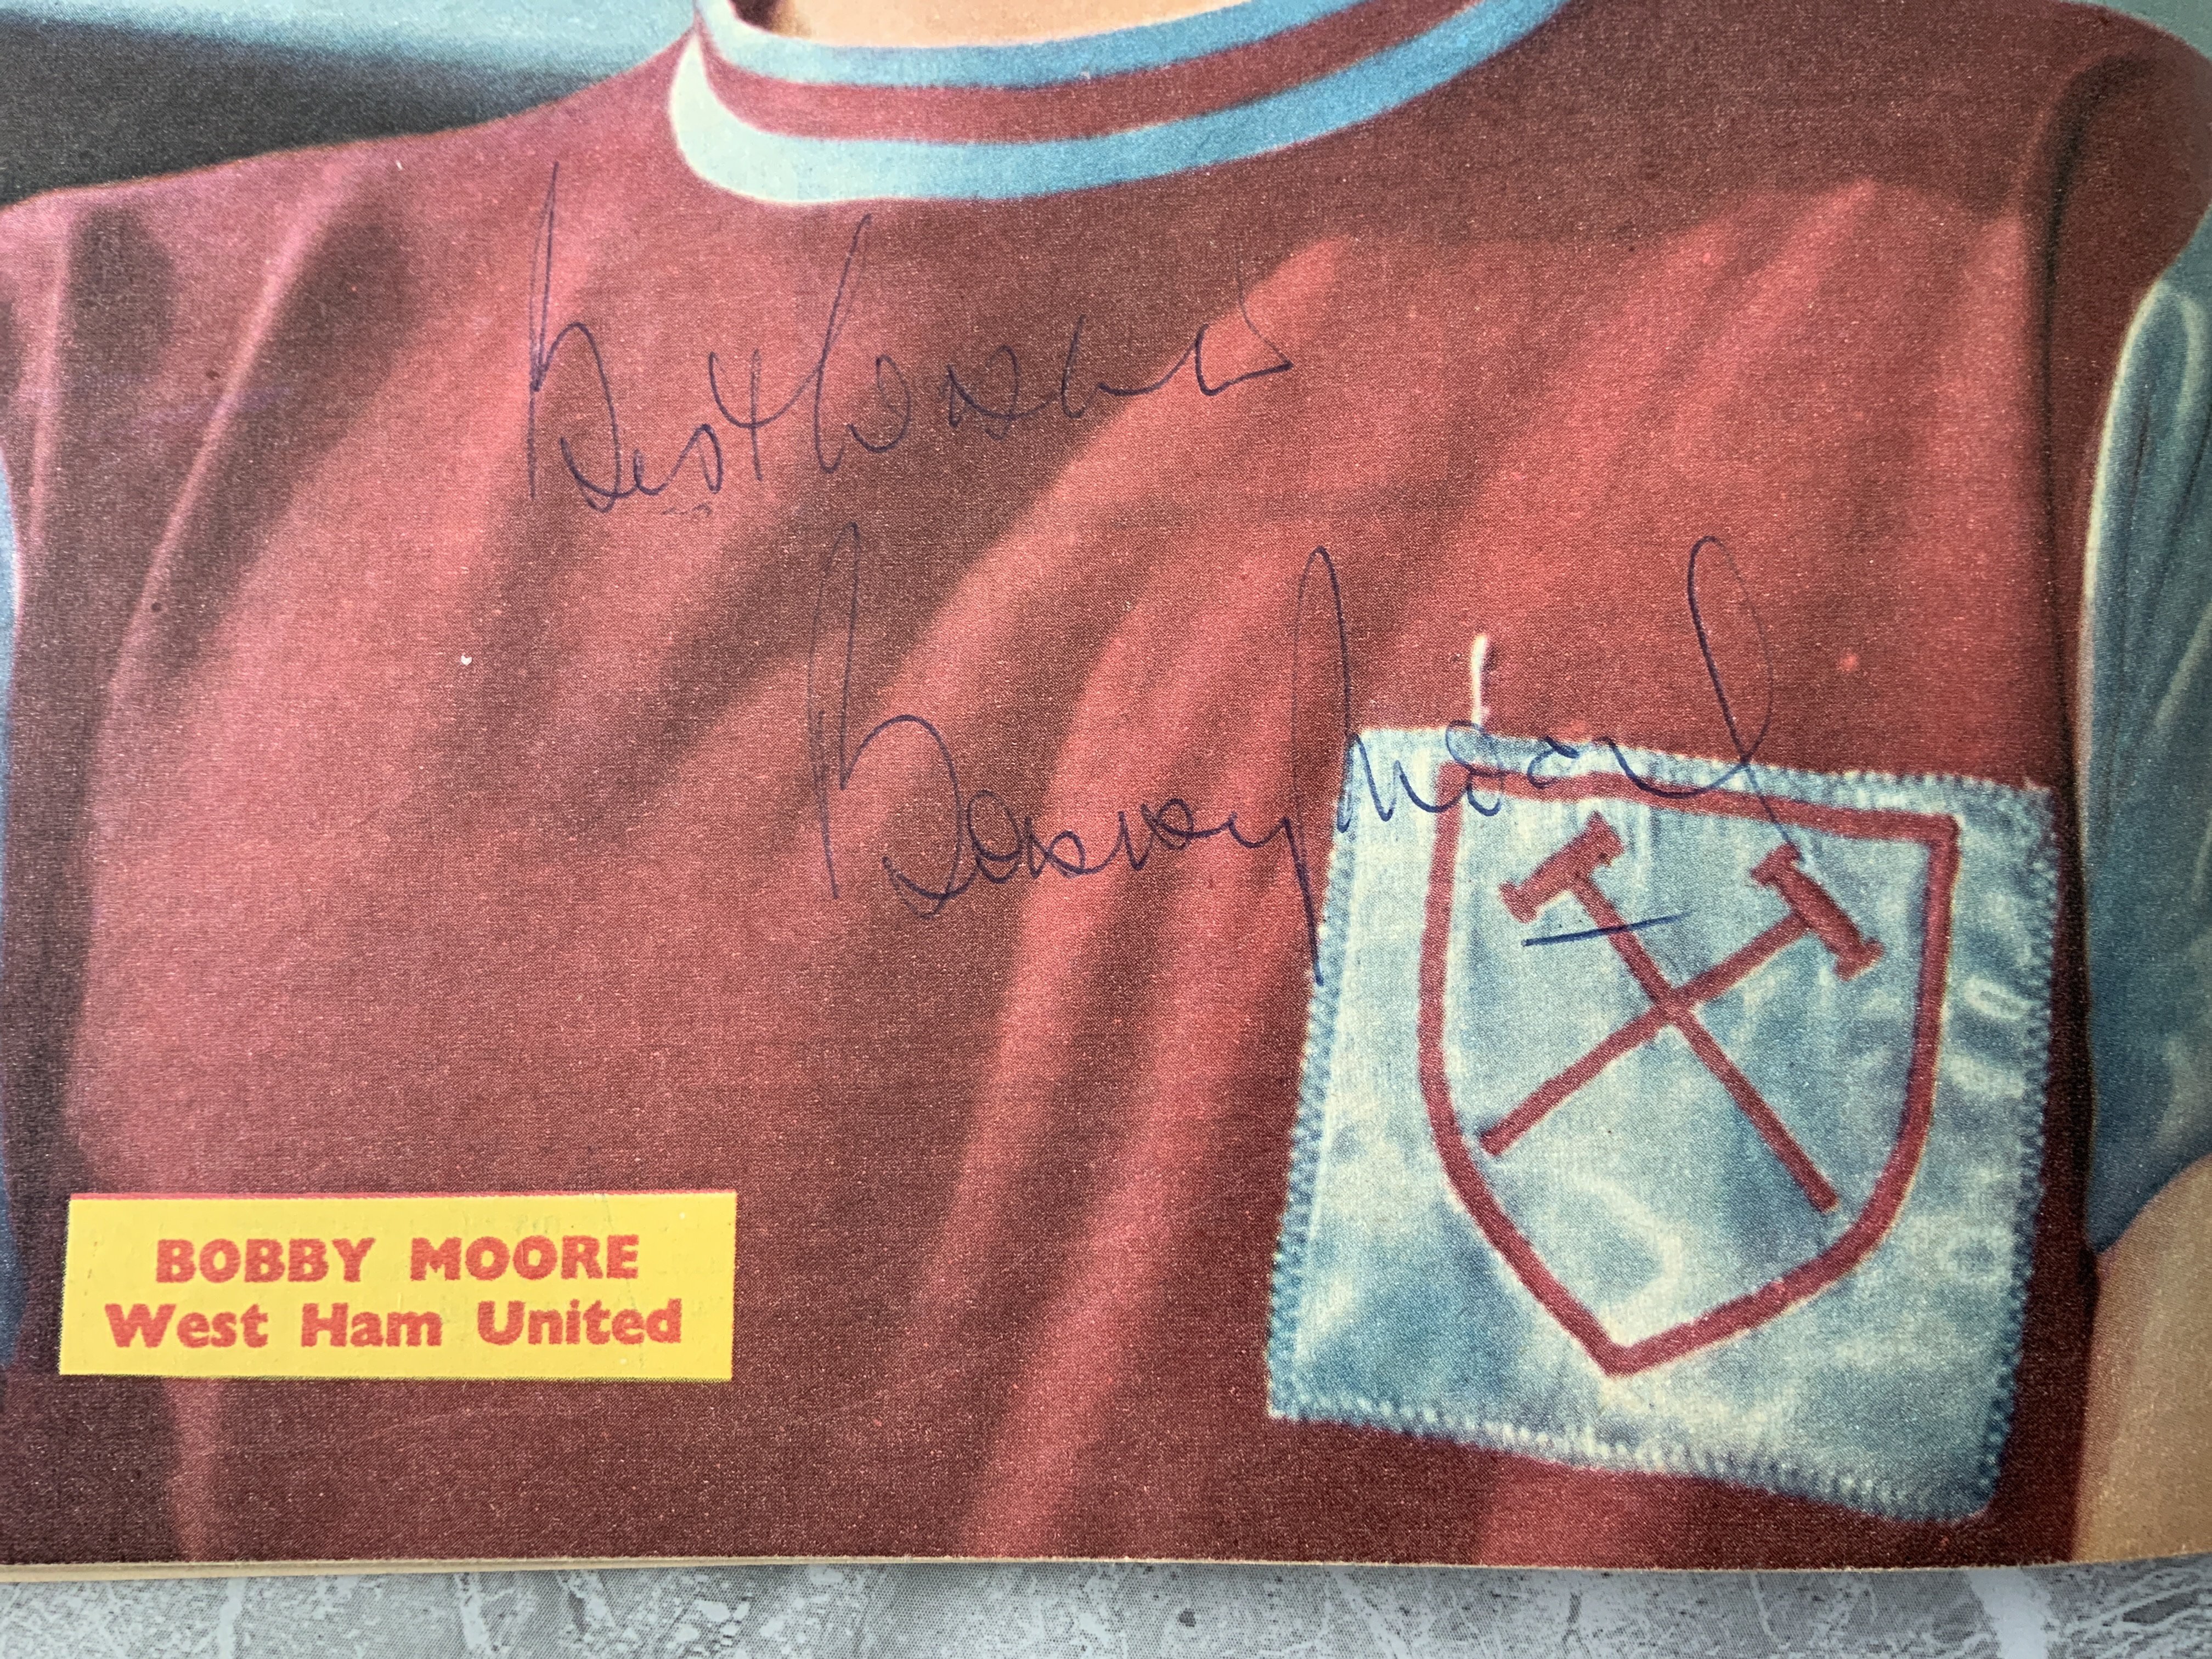 Best Wishes
Bobby Moore
BOBBY MOORE
West Ham United